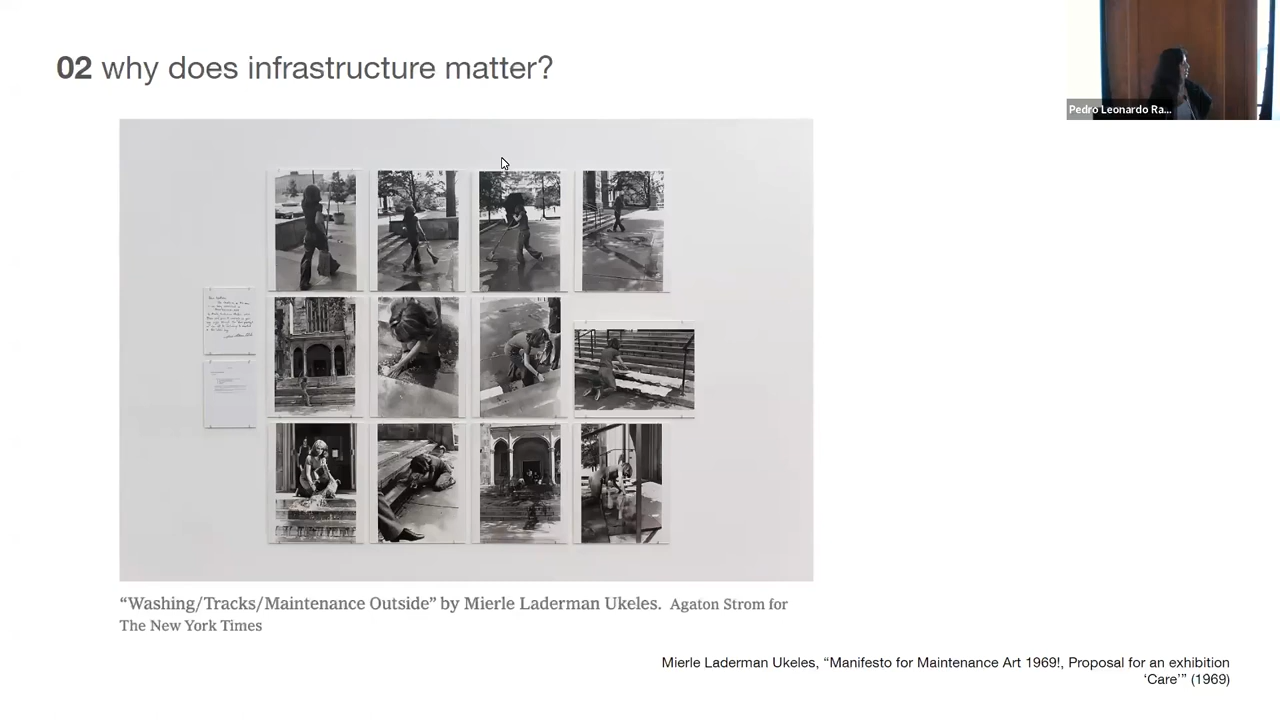 02 why does infrastructure matter?
Pedro Leonardo Ra...
“Washing/Tracks/Maintenance Outside” by Mierle Laderman Ukeles. Agaton Strom for
The New York Times
Mierle Laderman Ukeles, “Manifesto for Maintenance Art 1969!, Proposal for an exhibition
‘Care’” (1969)